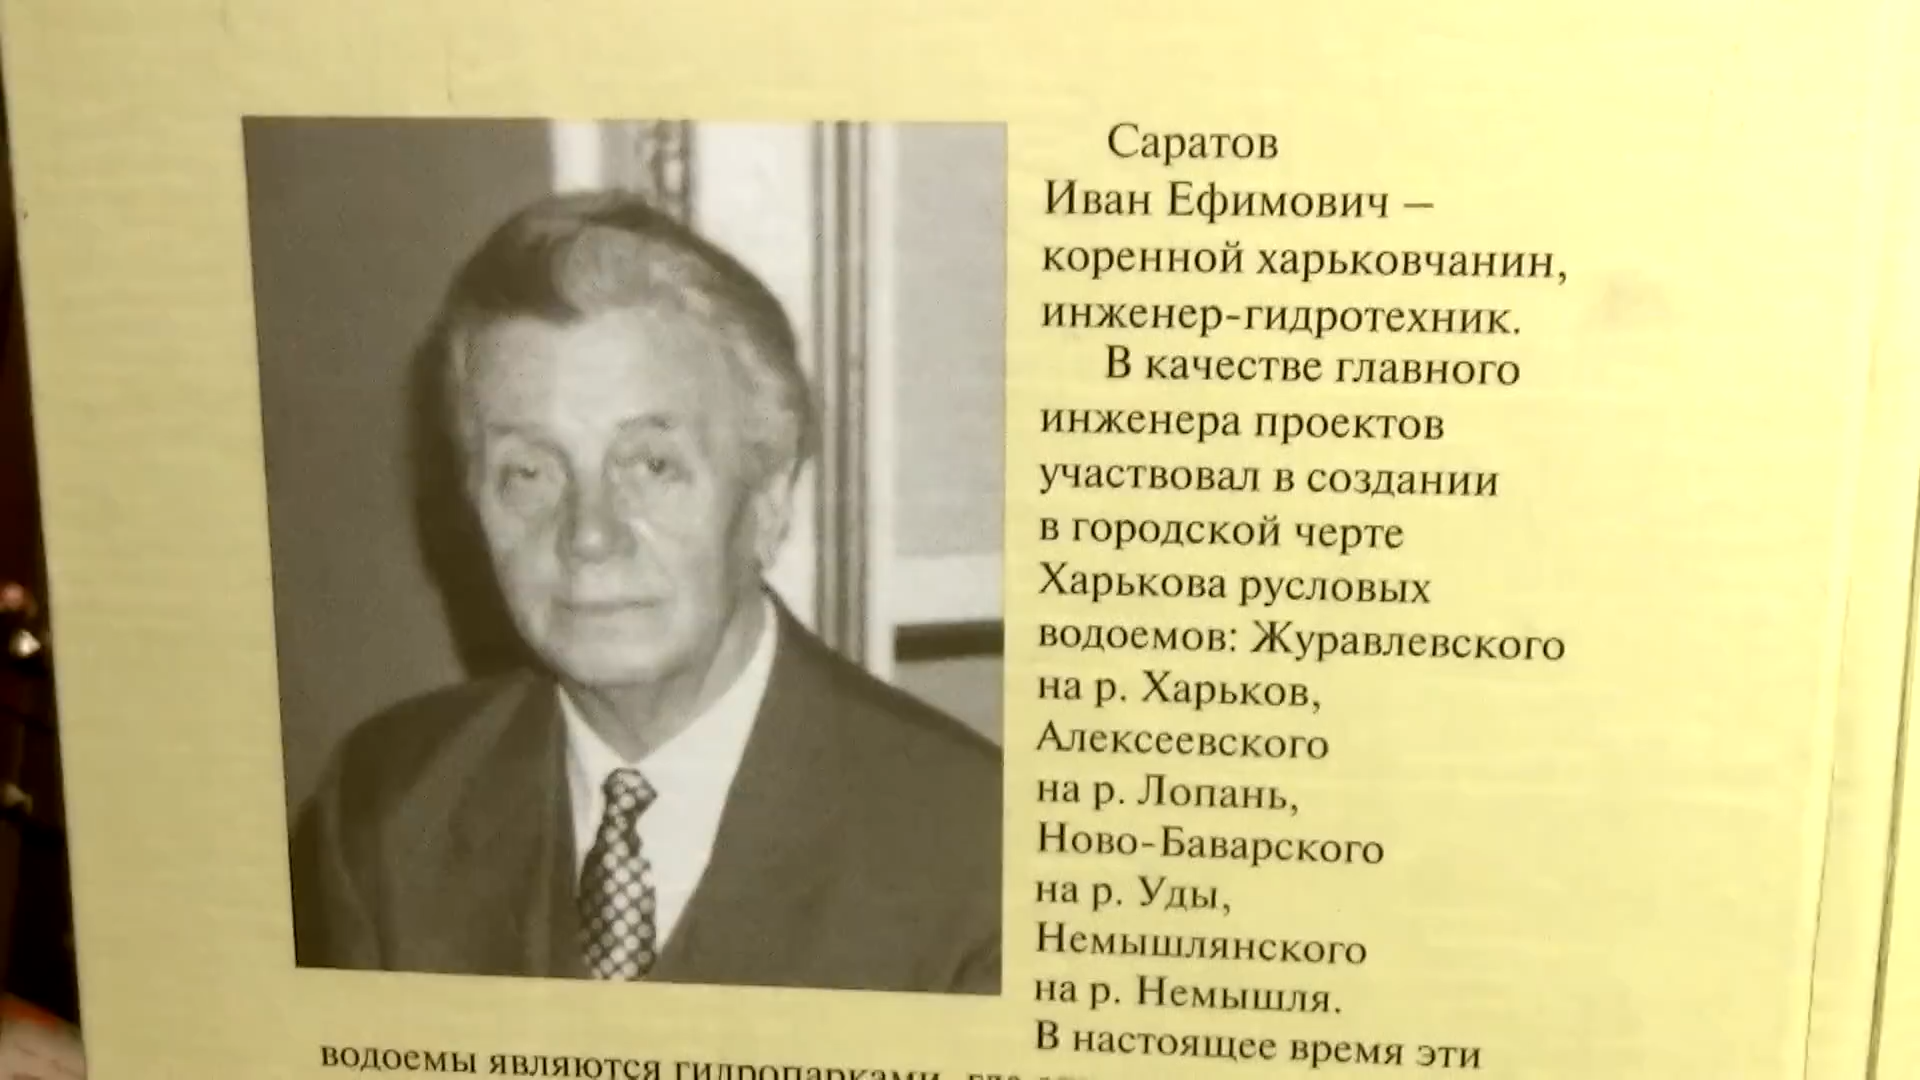 Саратов
Иван Ефимович –
коренной харьковчанин,
инженер-гидротехник.
В качестве главного
инженера проектов
участвовал в создании
в городской черте
Харькова русловых
водоемов: Журавлевского
на р. Харьков,
Алексеевского
на р. Лопань,
Ново-Баварского
на р. Уды,
Немышлянского
на р. Немышля.
В настоящее время эти
водоемы являются гидропарками, где